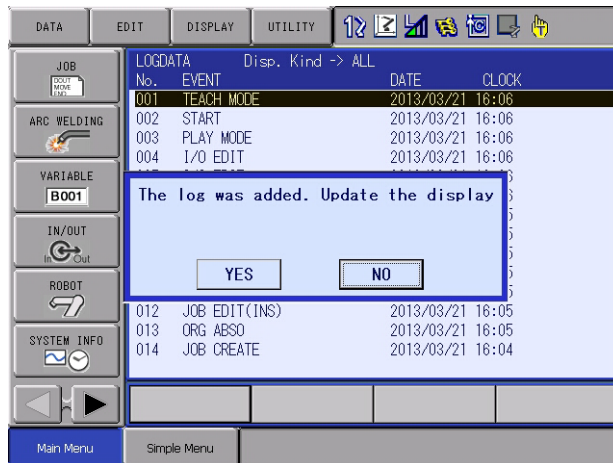 DATA EDIT DISPLAY UTILITY
JOB
DOUT
MOVE
END
ARC WELDING
VARIABLE
B001
IN/OUT
In Out
ROBOT
SYSTEM INFO
LOGDATA Disp. Kind -> ALL
No. EVENT DATE CLOCK
001 TEACH MODE 2013/03/21 16:06
002 START 2013/03/21 16:06
003 PLAY MODE 2013/03/21 16:06
004 I/O EDIT 2013/03/21 16:06
The log was added. Update the display
YES NO
012 JOB EDIT(INS) 2013/03/21 16:05
013 ORG ABSO 2013/03/21 16:05
014 JOB CREATE 2013/03/21 16:04
Main Menu Simple Menu